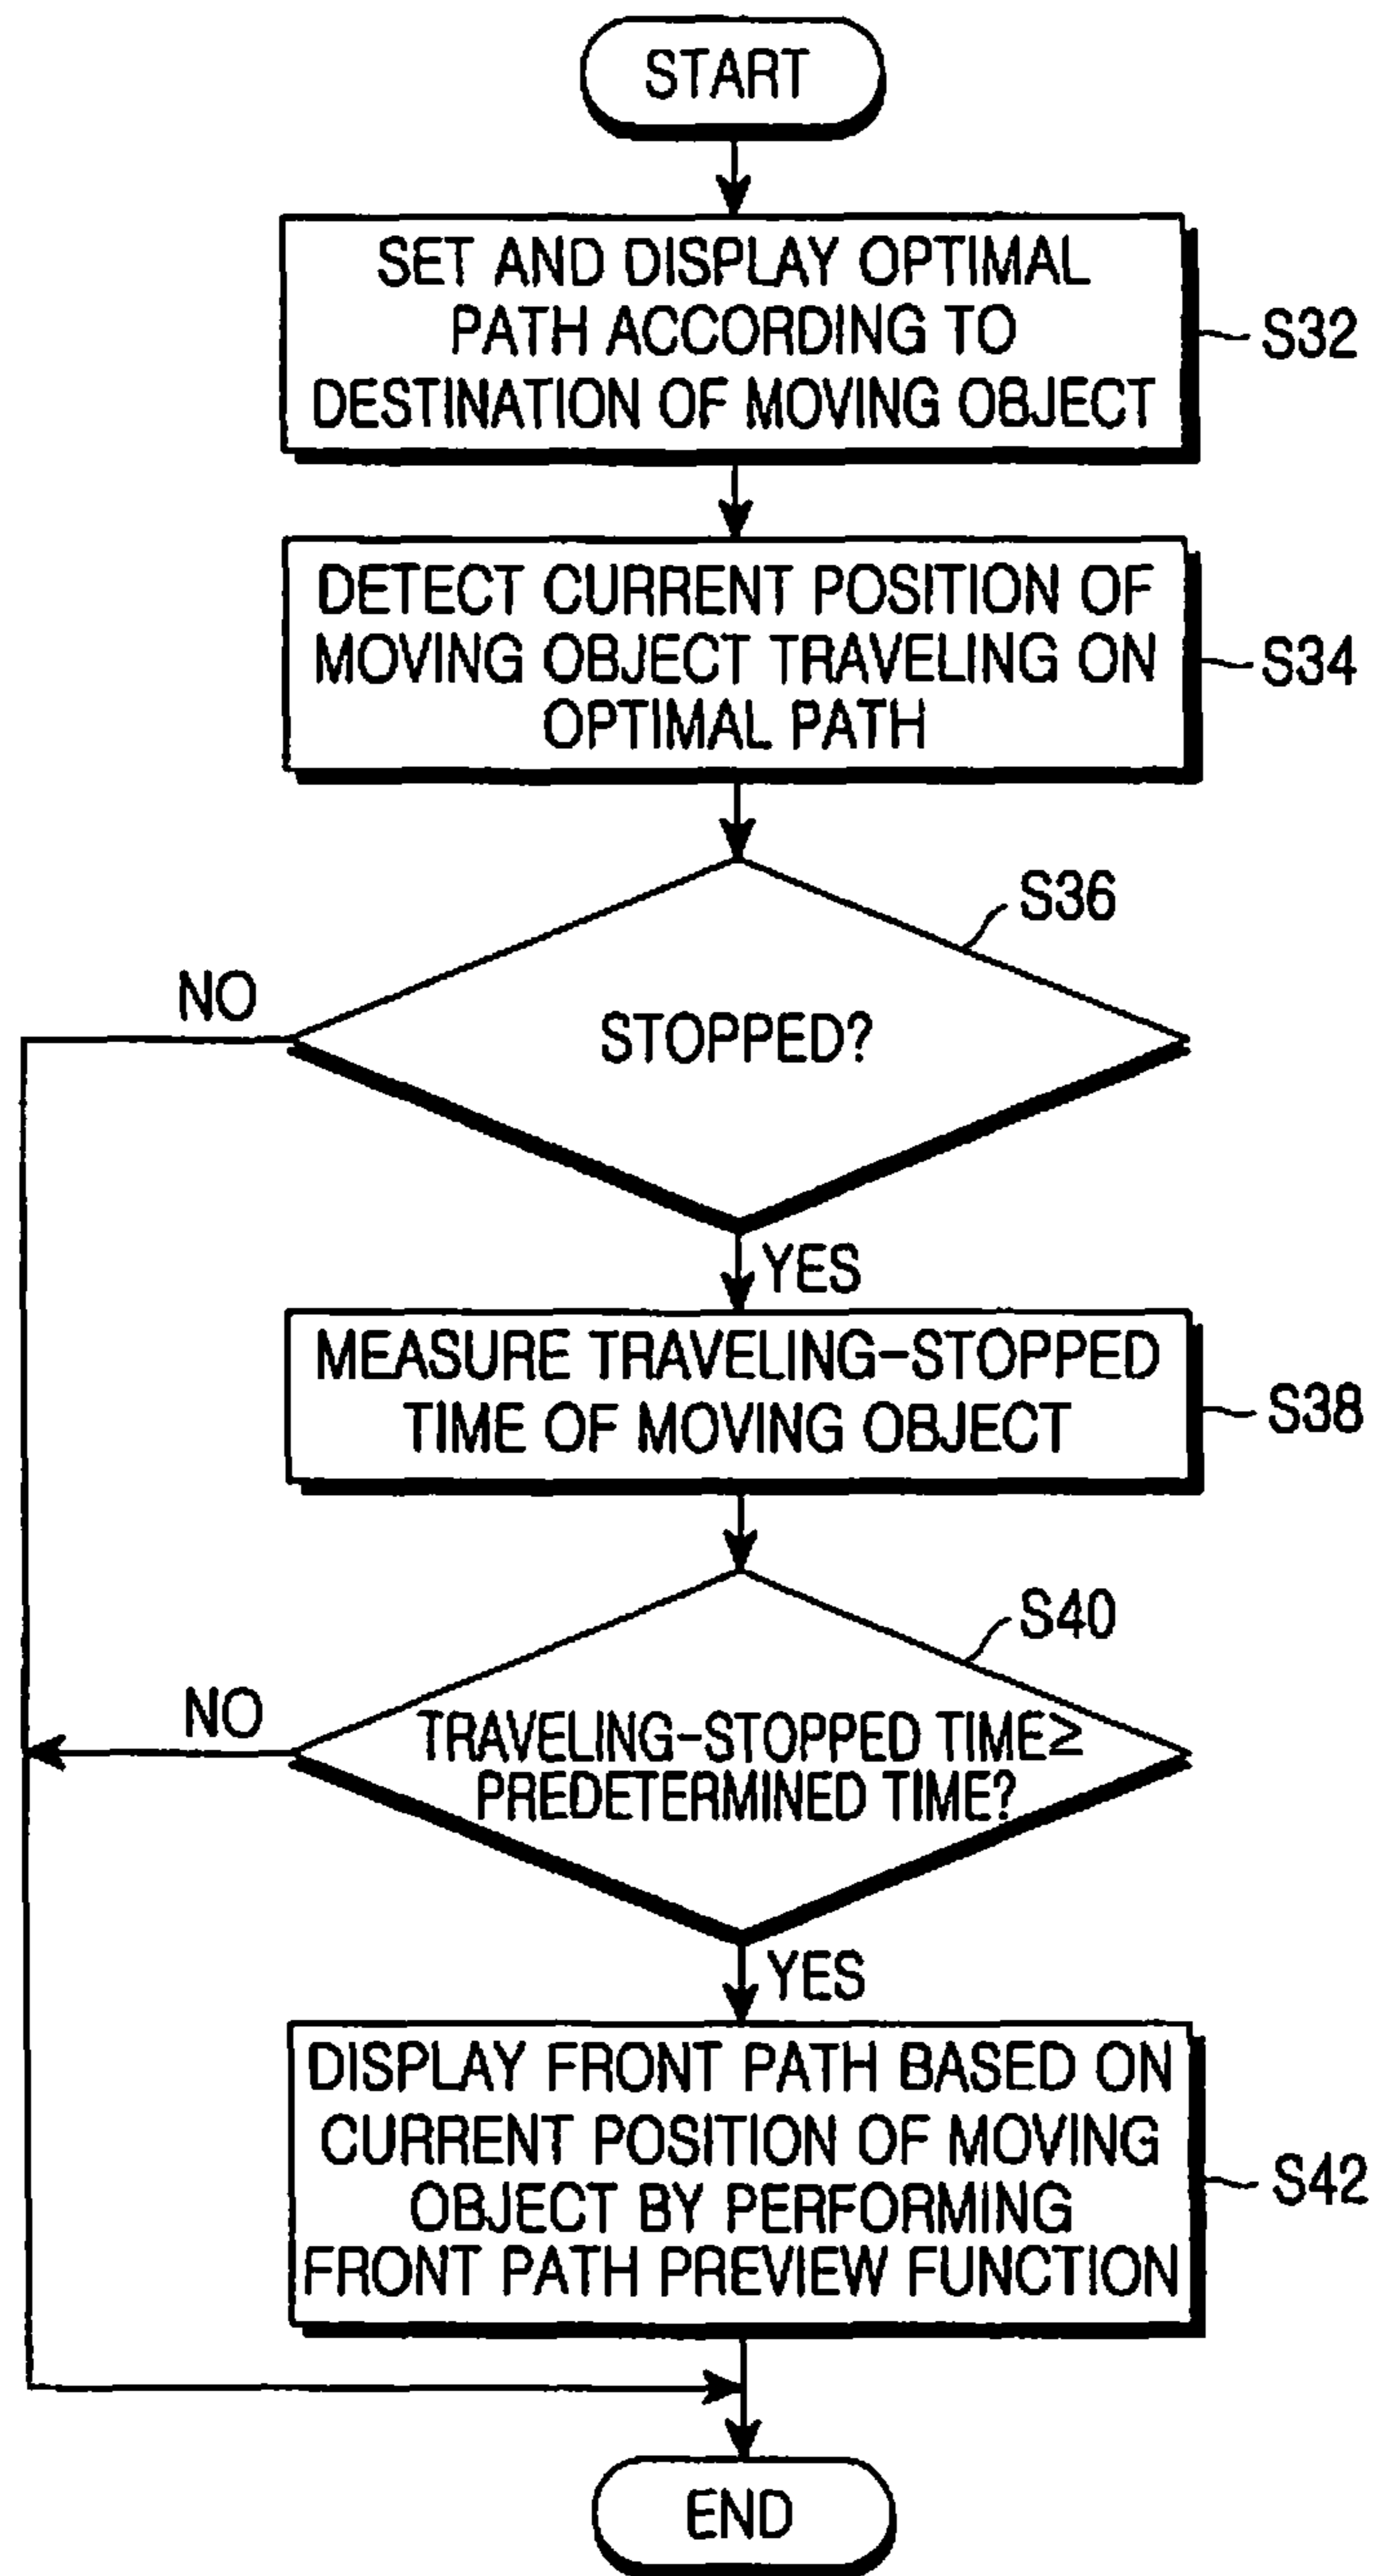 START
SET AND DISPLAY OPTIMAL
PATH ACCORDING TO
DESTINATION OF MOVING OBJECT
S32
DETECT CURRENT POSITION OF
MOVING OBJECT TRAVELING ON
OPTIMAL PATH
S34
S36
NO
STOPPED?
YES
MEASURE TRAVELING-STOPPED
TIME OF MOVING OBJECT
S38
S40
NO
TRAVELING-STOPPED TIME≥
PREDETERMINED TIME?
YES
DISPLAY FRONT PATH BASED ON
CURRENT POSITION OF MOVING
OBJECT BY PERFORMING
FRONT PATH PREVIEW FUNCTION
S42
END